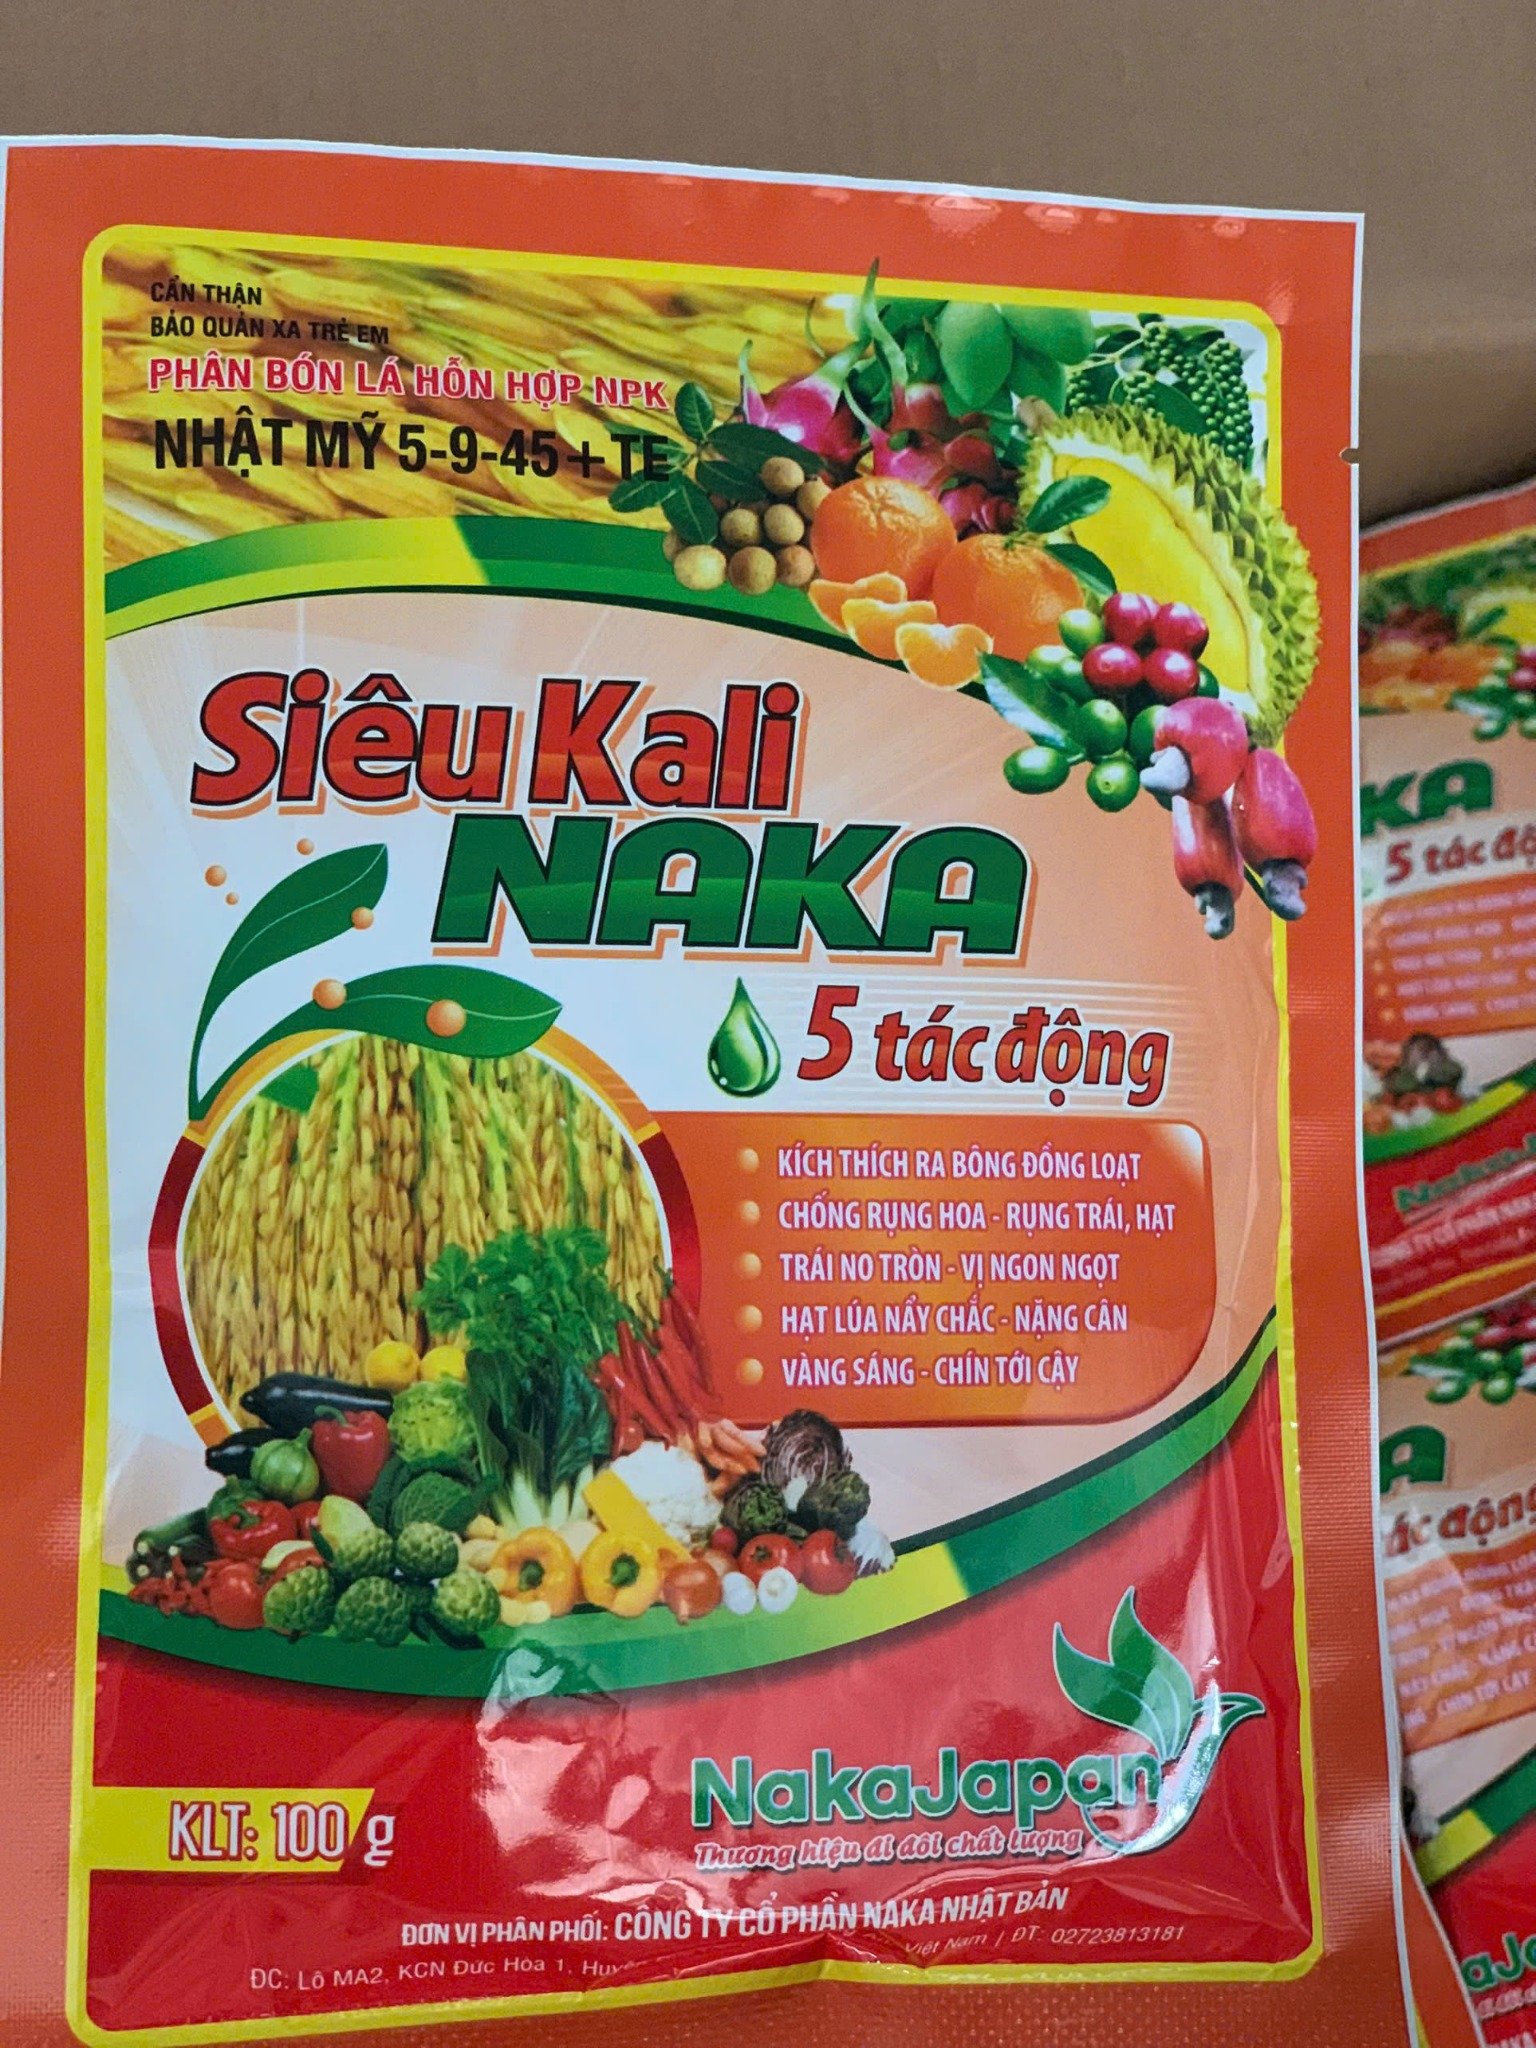 CẨN THẬN
BẢO QUẢN XA TRẺ EM
PHÂN BÓN LÁ HỖN HỢP NPK
NHẬT MỸ 5-9-45+TE
Siêu Kali
NAKA
5 tác động
KÍCH THÍCH RA BÔNG ĐỒNG LOẠT
CHỐNG RỤNG HOA - RỤNG TRÁI, HẠT
TRÁI NO TRÒN - VỊ NGON NGỌT
HẠT LÚA NẨY CHẮC - NẶNG CÂN
VÀNG SÁNG - CHÍN TỚI CẬY
NakaJapan
Thương hiệu đi đôi chất lượng
KLT: 100 g
ĐƠN VỊ PHÂN PHỐI: CÔNG TY CỔ PHẦN NAKA NHẬT BẢN
ĐC: Lô MA2, KCN Đức Hòa 1, Việt Nam / ĐT: 02723813181
KA
5 tác
A